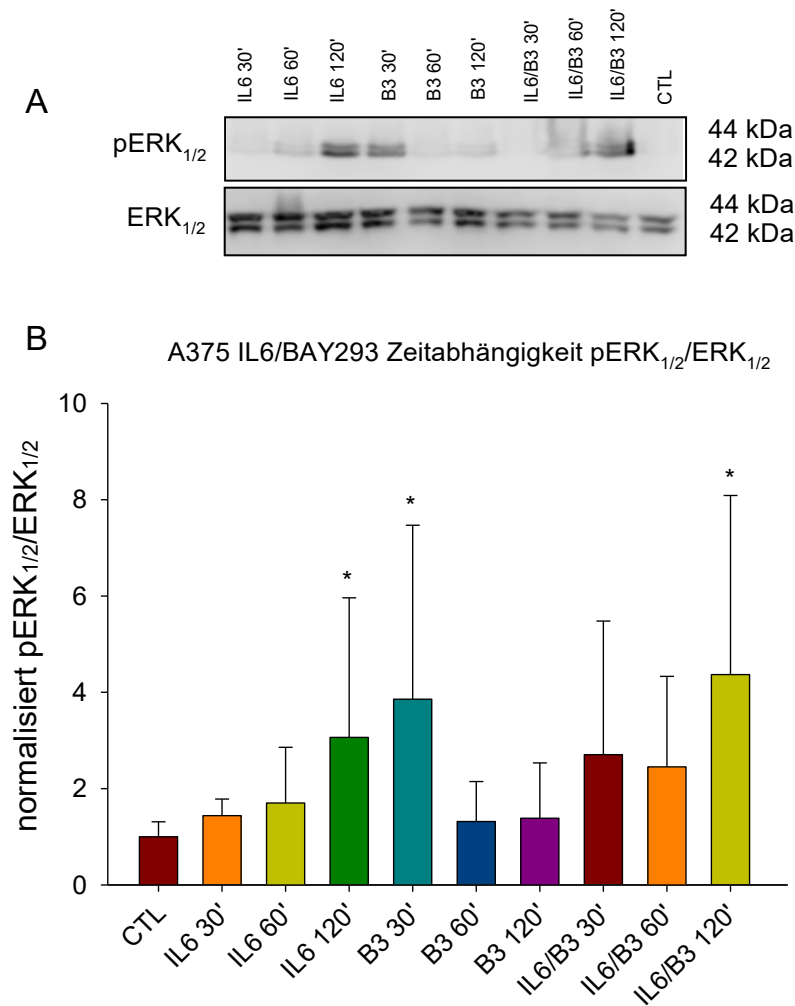 IL6 30'
IL6 60'
IL6 120'
B3 30'
B3 60'
B3 120'
IL6/B3 30'
IL6/B3 60'
IL6/B3 120'
CTL
A
pERK1/2
44 kDa
42 kDa
ERK1/2
44 kDa
42 kDa
B
A375 IL6/BAY293 Zeitabhängigkeit pERK1/2/ERK1/2
normalisiert pERK1/2/ERK1/2
10
8
6
4
2
0
*
*
*
CTL
IL6 30'
IL6 60'
IL6 120'
B3 30'
B3 60'
B3 120'
IL6/B3 30'
IL6/B3 60'
IL6/B3 120'